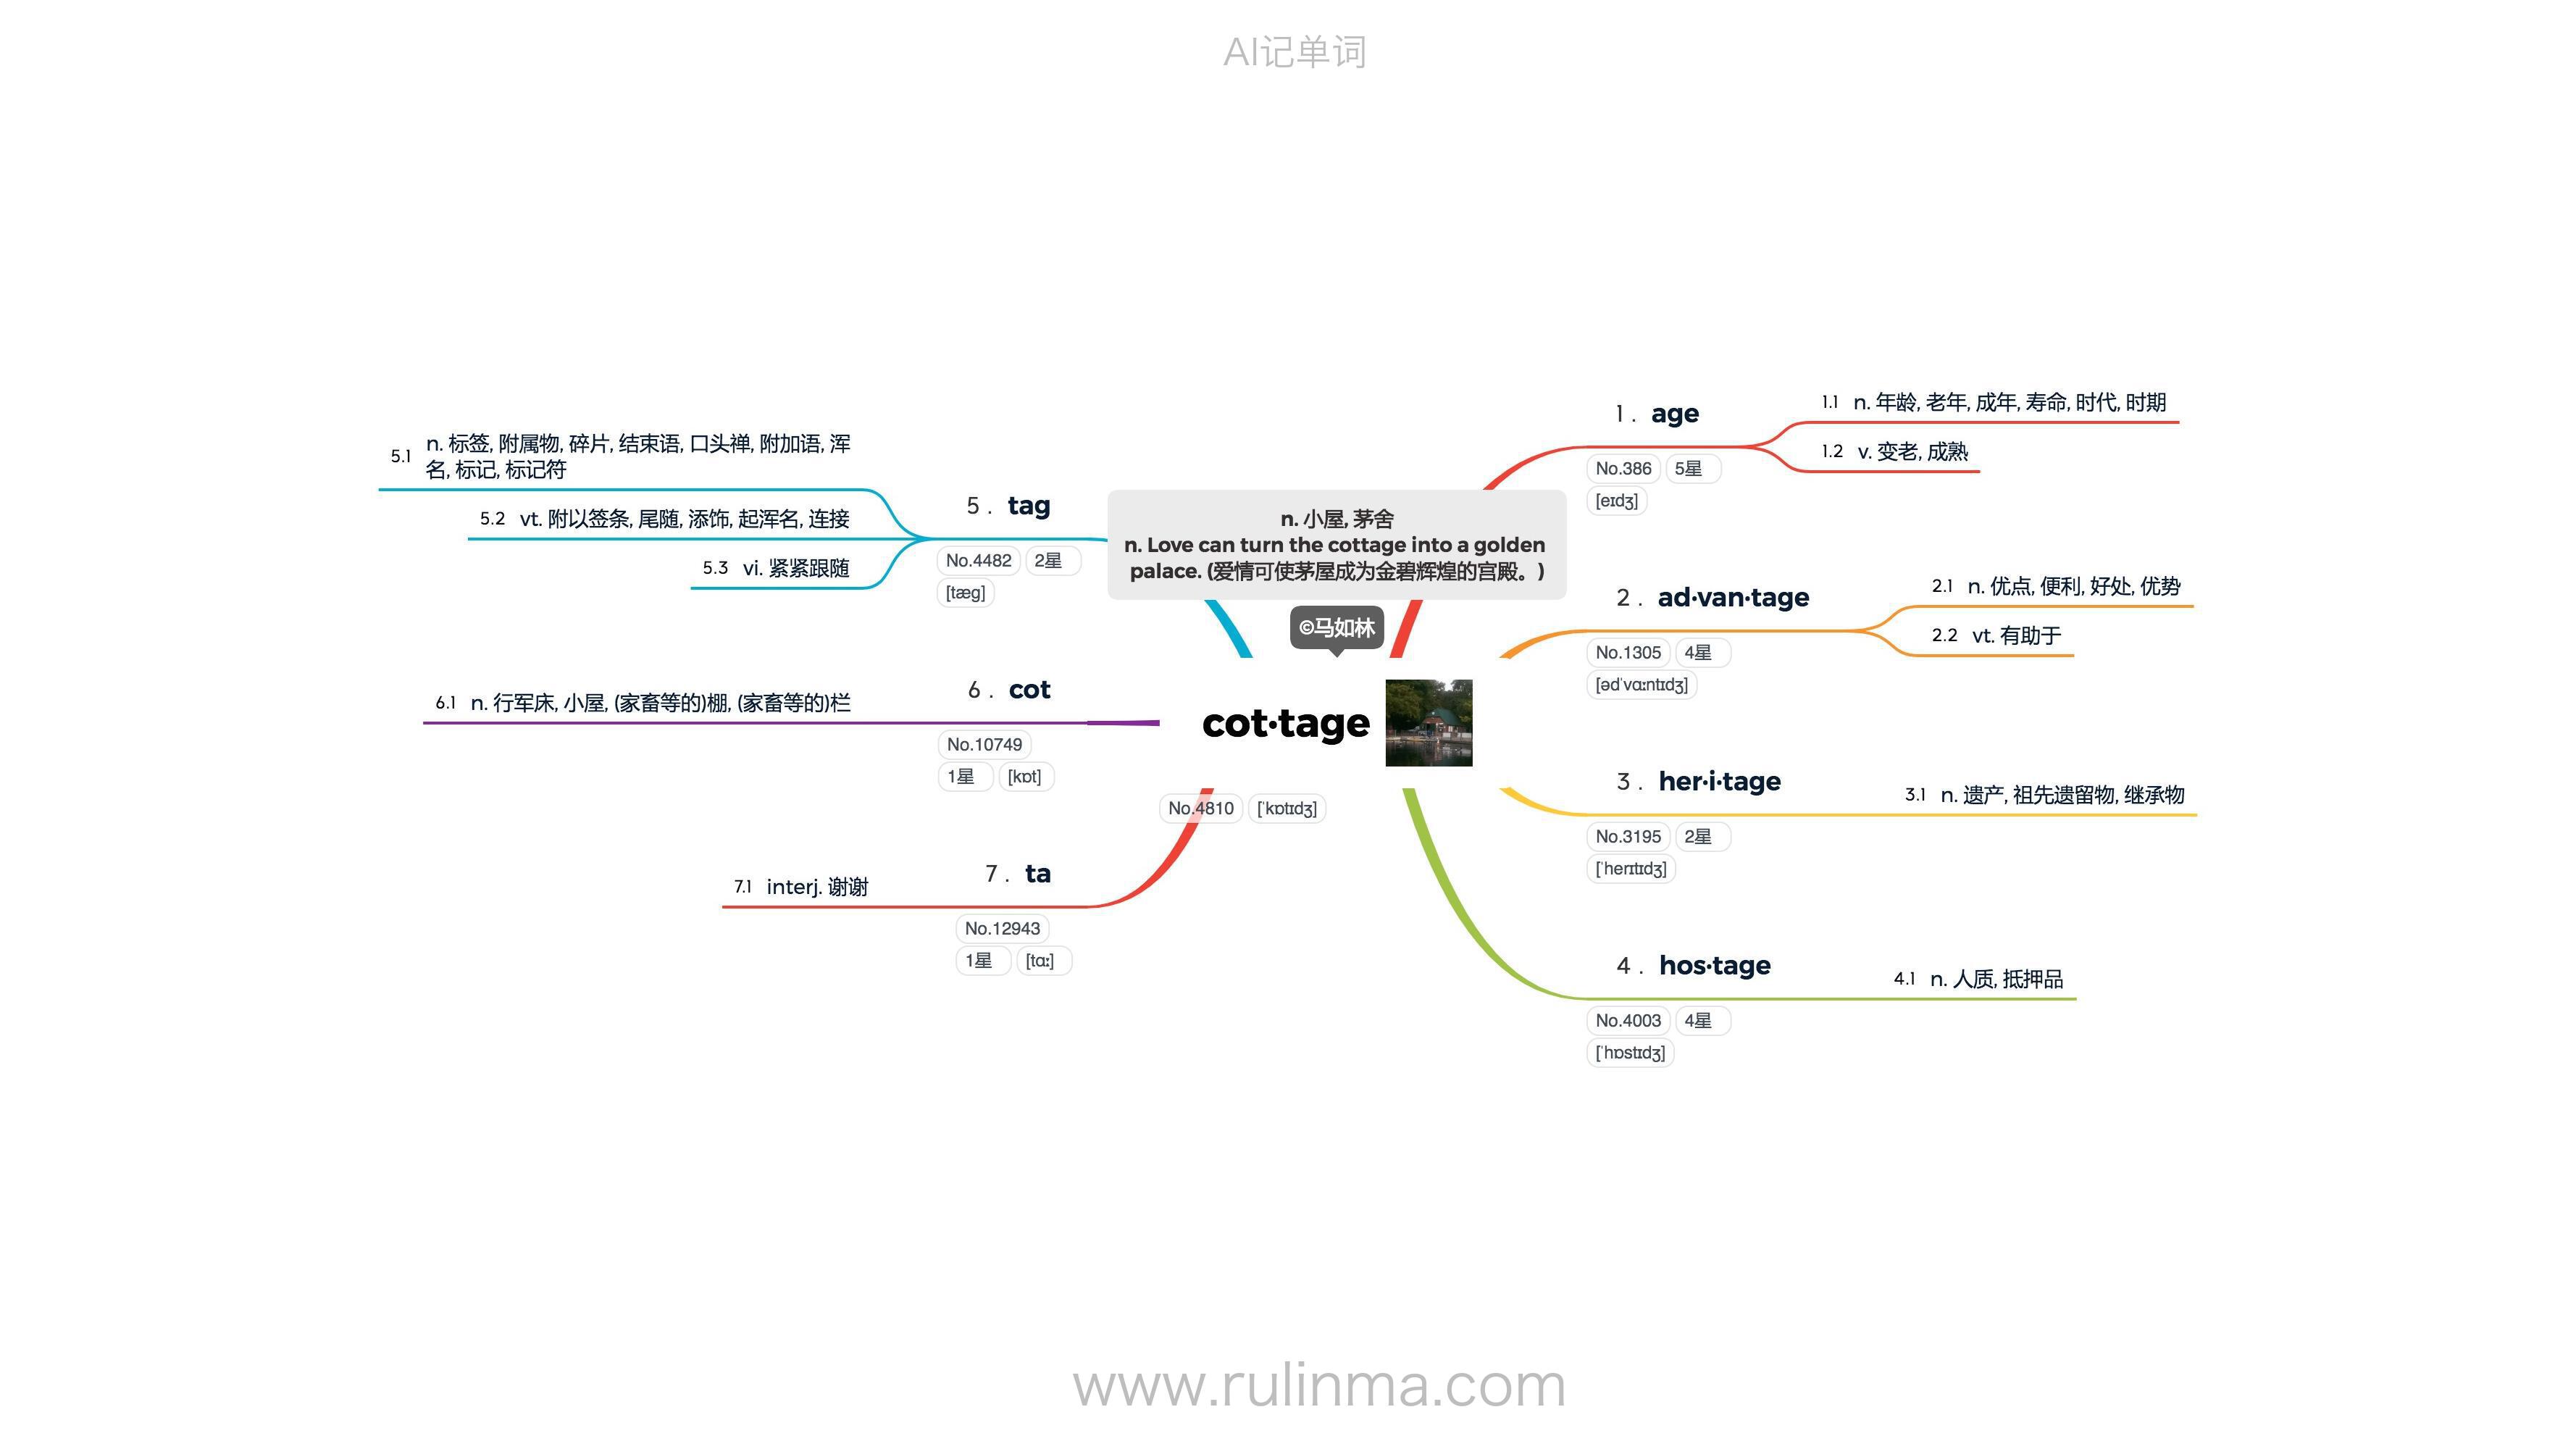 AI记单词
n. 小屋, 茅舍
n. Love can turn the cottage into a golden
palace. (爱情可使茅屋成为金碧辉煌的宫殿。)
©马如林
cot·tage
No.4810 [ˈkɒtɪdʒ]
1. age
No.386 5星
[eɪdʒ]
1.1 n. 年龄, 老年, 成年, 寿命, 时代, 时期
1.2 v. 变老, 成熟
2. ad·van·tage
No.1305 4星
[ədˈvɑːntɪdʒ]
2.1 n. 优点, 便利, 好处, 优势
2.2 vt. 有助于
3. her·i·tage
No.3195 2星
[ˈherɪtɪdʒ]
3.1 n. 遗产, 祖先遗留物, 继承物
4. hos·tage
No.4003 4星
[ˈhɒstɪdʒ]
4.1 n. 人质, 抵押品
5. tag
No.4482 2星
[tæɡ]
5.1 n. 标签, 附属物, 碎片, 结束语, 口头禅, 附加语, 浑
名, 标记, 标记符
5.2 vt. 附以签条, 尾随, 添饰, 起浑名, 连接
5.3 vi. 紧紧跟随
6. cot
No.10749
1星 [kɒt]
6.1 n. 行军床, 小屋, (家畜等的)棚, (家畜等的)栏
7. ta
No.12943
1星 [tɑː]
7.1 interj. 谢谢
www.rulinma.com